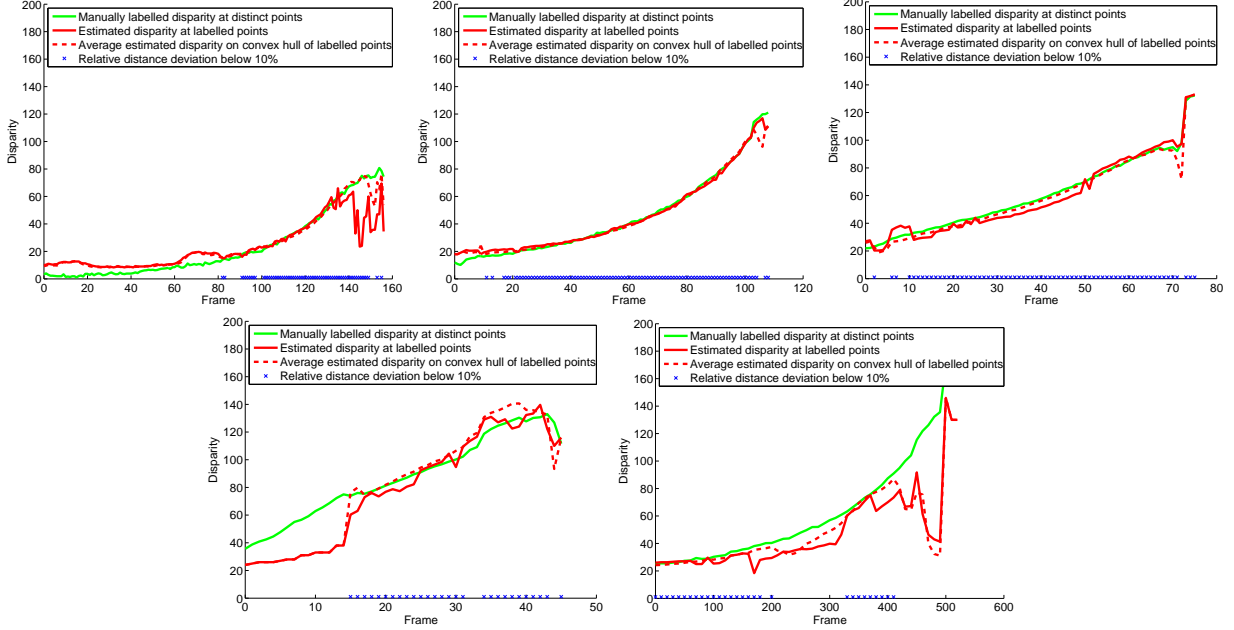 200
180
160
140
120
100
80
60
40
20
0
Disparity
Manually labelled disparity at distinct points
Estimated disparity at labelled points
Average estimated disparity on convex hull of labelled points
Relative distance deviation below 10%
0 20 40 60 80 100 120 140 160
Frame
200
180
160
140
120
100
80
60
40
20
0
Disparity
Manually labelled disparity at distinct points
Estimated disparity at labelled points
Average estimated disparity on convex hull of labelled points
Relative distance deviation below 10%
0 20 40 60 80 100 120
Frame
200
180
160
140
120
100
80
60
40
20
0
Disparity
Manually labelled disparity at distinct points
Estimated disparity at labelled points
Average estimated disparity on convex hull of labelled points
Relative distance deviation below 10%
0 10 20 30 40 50 60 70 80
Frame
200
180
160
140
120
100
80
60
40
20
0
Disparity
Manually labelled disparity at distinct points
Estimated disparity at labelled points
Average estimated disparity on convex hull of labelled points
Relative distance deviation below 10%
0 10 20 30 40 50
Frame
200
180
160
140
120
100
80
60
40
20
0
Disparity
Manually labelled disparity at distinct points
Estimated disparity at labelled points
Average estimated disparity on convex hull of labelled points
Relative distance deviation below 10%
0 100 200 300 400 500 600
Frame